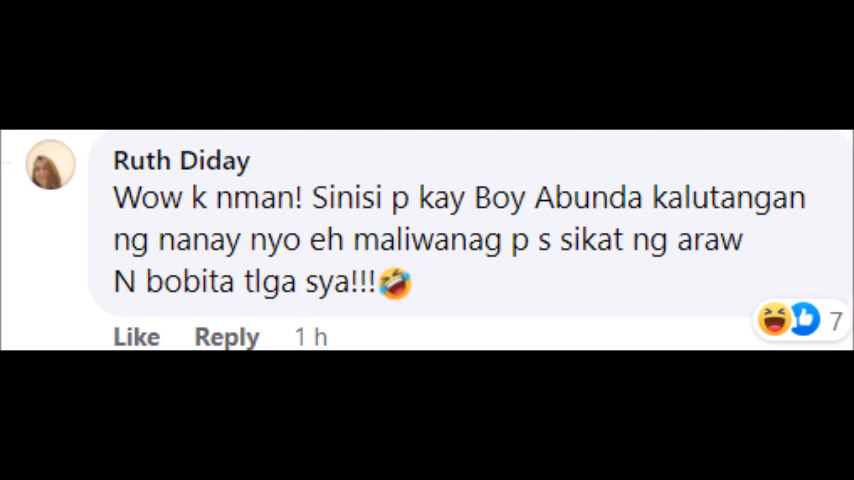 Ruth Diday
Wow k nman! Sinisi p kay Boy Abunda kalutangan
ng nanay nyo eh maliwanag p s sikat ng araw
N bobita tlga sya!!!🤣
Like Reply 1 h 7